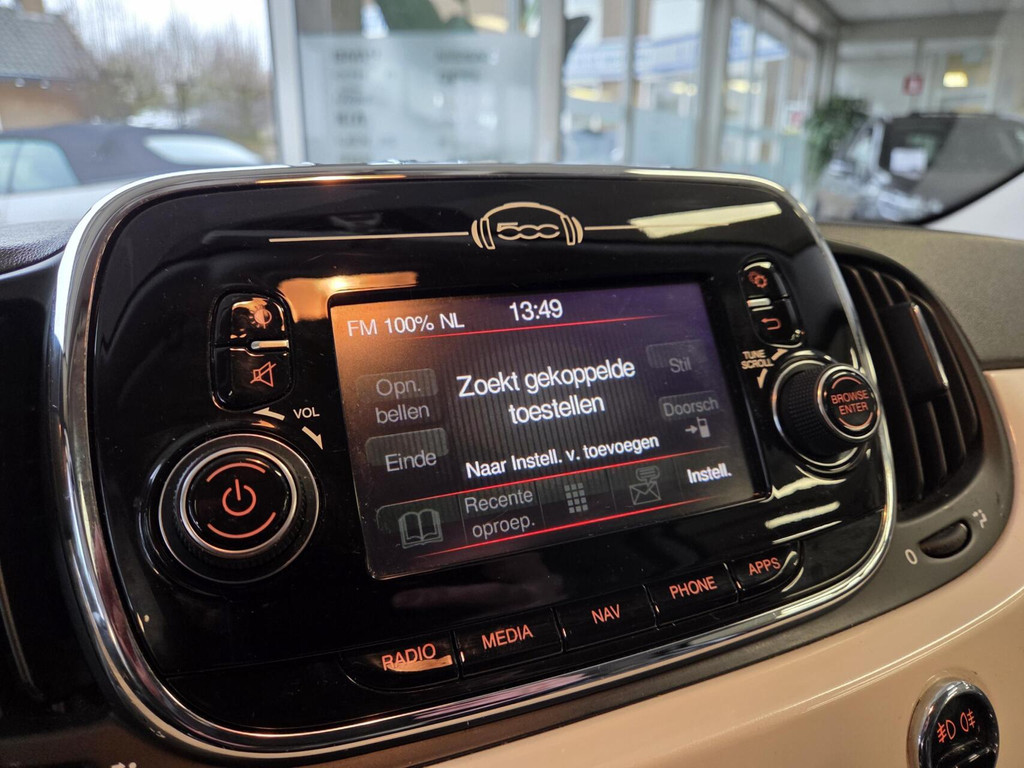 500
VOL
TUNE
SCROLL
BROWSE
ENTER
FM 100% NL
13:49
Zoekt gekoppelde
toestellen
Opn.
bellen
Stil
Einde
Doorsch
Naar Instell. v. toevoegen
Recente
oproep.
Instell.
RADIO
MEDIA
NAV
PHONE
APPS
0